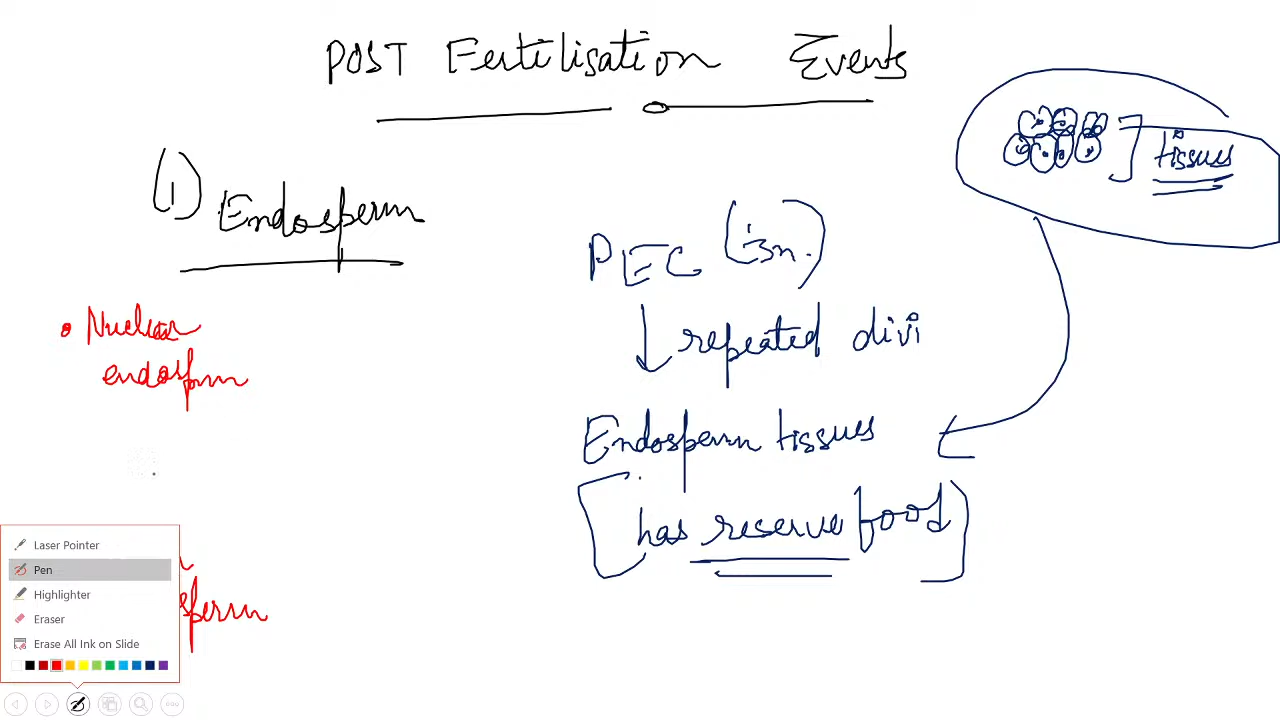 POST Fertilisation Events
tissues
(1) Endosperm
PEC (3n.)
• Nuclear
endosperm
repeated divi
Endosperm tissues
[has reserve food]
Laser Pointer
Pen
Highlighter
Eraser
Erase All Ink on Slide
sperm